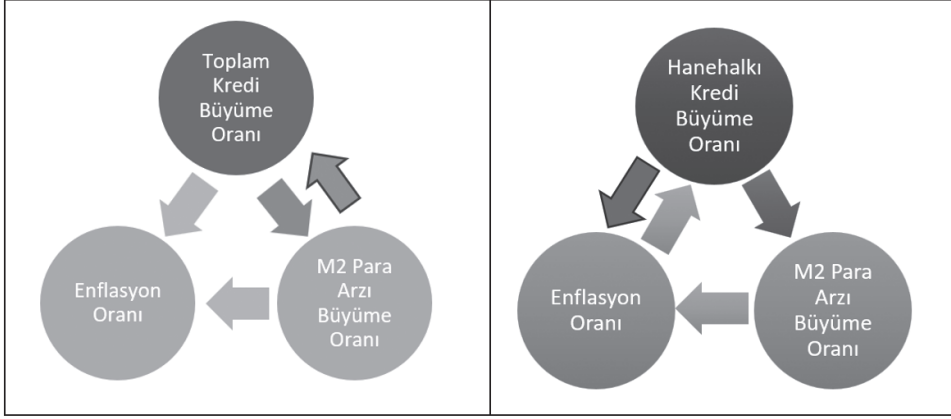 Toplam
Kredi
Büyüme
Oranı
Enflasyon
Oranı
M2 Para
Arzı
Büyüme
Oranı
Hanehalkı
Kredi
Büyüme
Oranı
Enflasyon
Oranı
M2 Para
Arzı
Büyüme
Oranı